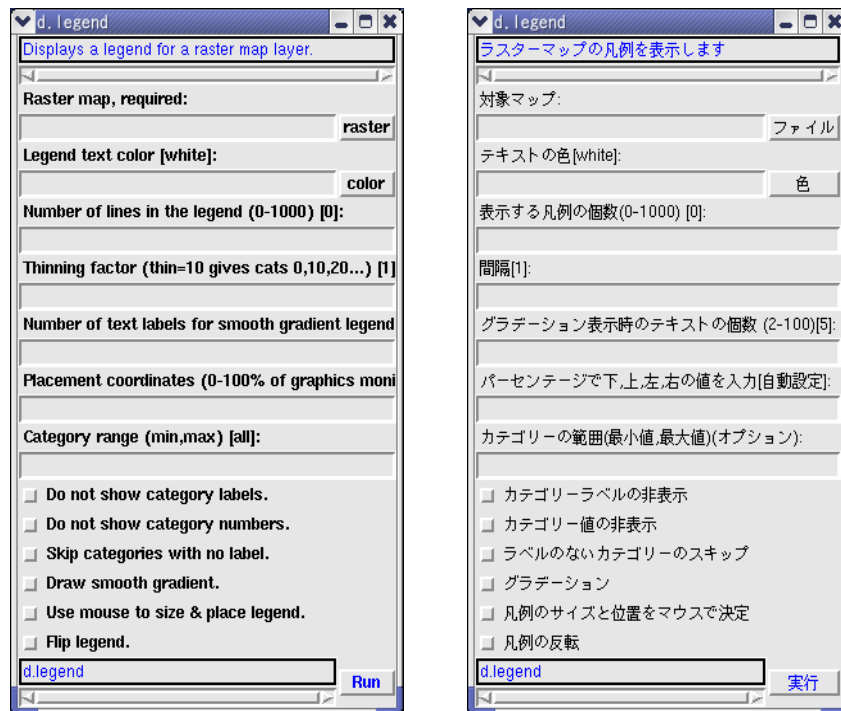 d.legend
Displays a legend for a raster map layer.
Raster map, required:
raster
Legend text color [white]:
color
Number of lines in the legend (0-1000) [0]:
Thinning factor (thin=10 gives cats 0,10,20...) [1]
Number of text labels for smooth gradient legend
Placement coordinates (0-100% of graphics moni
Category range (min,max) [all]:
Do not show category labels.
Do not show category numbers.
Skip categories with no label.
Draw smooth gradient.
Use mouse to size & place legend.
Flip legend.
d.legend
Run
d.legend
ラスターマップの凡例を表示します
対象マップ:
ファイル
テキストの色[white]:
色
表示する凡例の個数(0-1000) [0]:
間隔[1]:
グラデーション表示時のテキストの個数 (2-100)[5]:
パーセンテージで下,上,左,右の値を入力[自動設定]:
カテゴリーの範囲(最小値,最大値)(オプション):
カテゴリーラベルの非表示
カテゴリー値の非表示
ラベルのないカテゴリーのスキップ
グラデーション
凡例のサイズと位置をマウスで決定
凡例の反転
d.legend
実行